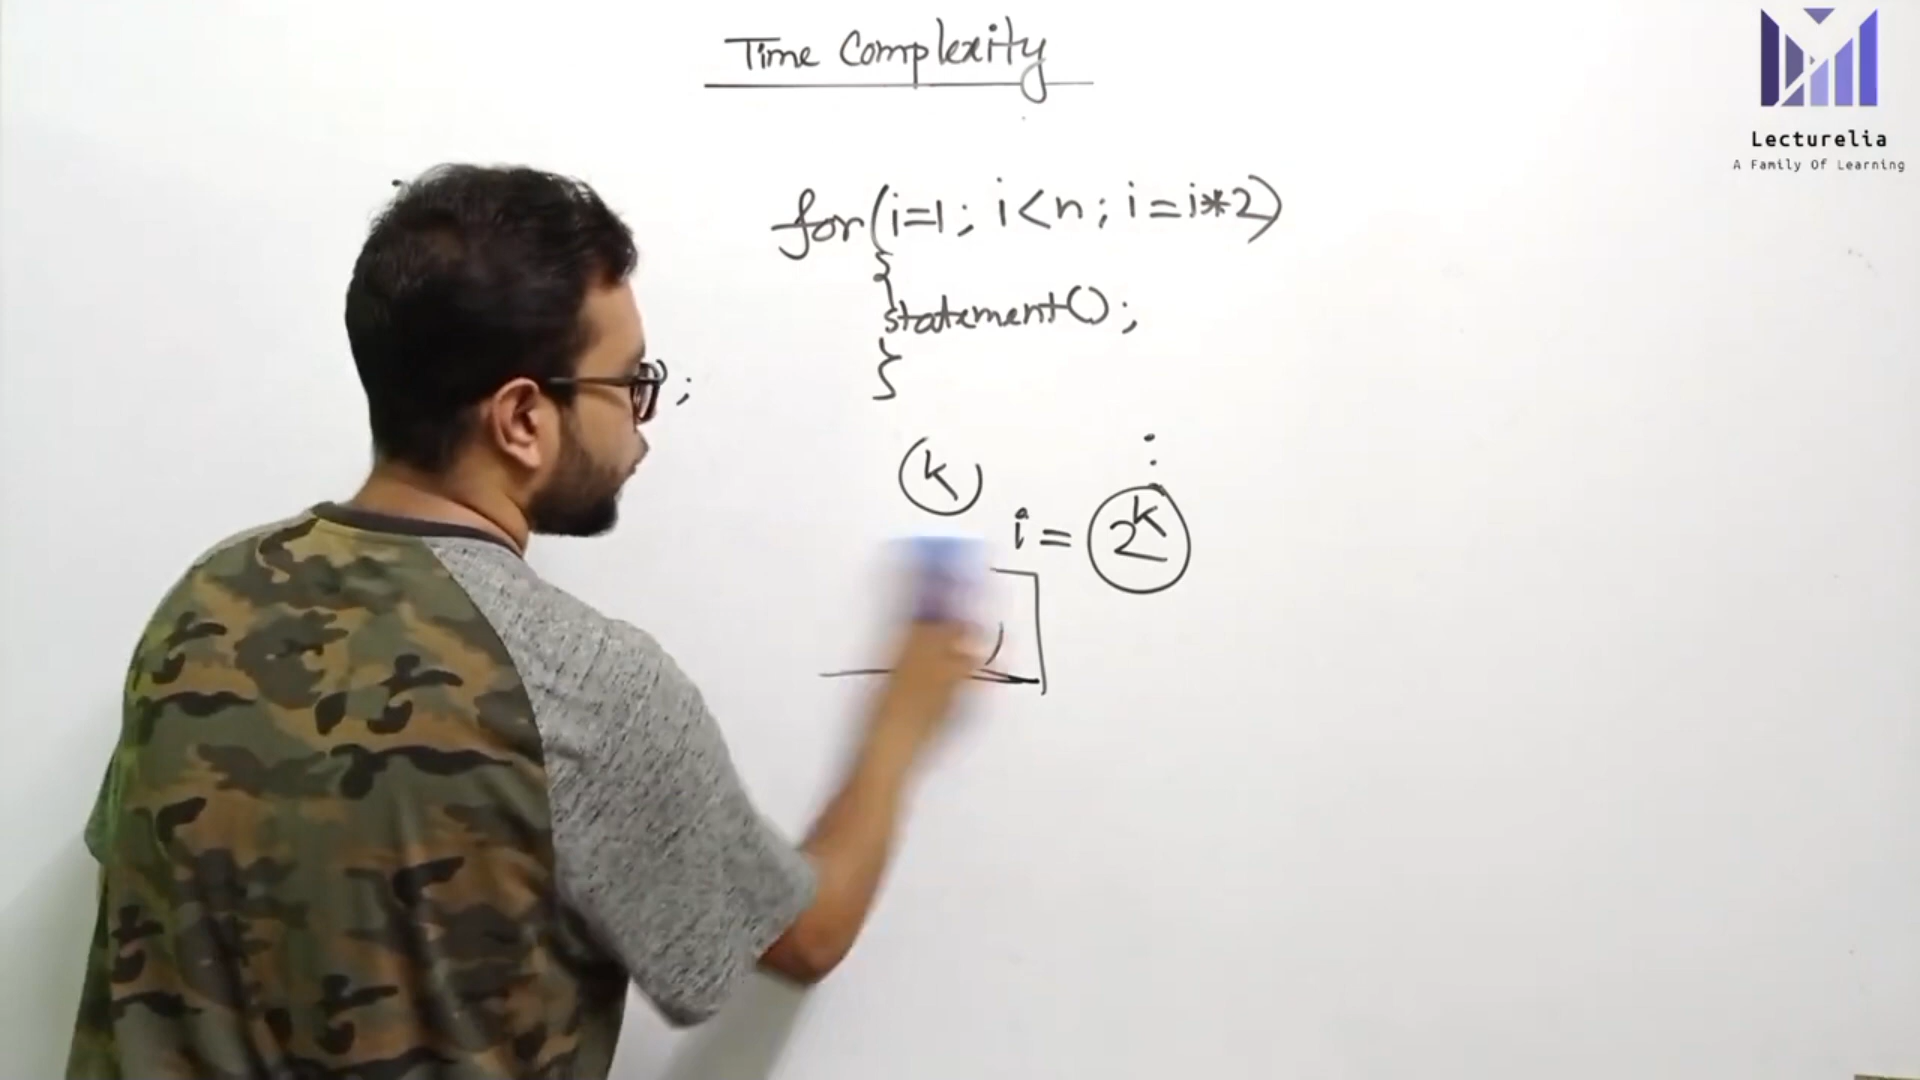 Time Complexity
Lecturelia
A Family Of Learning
for(i=1; i<n; i=i*2)
{
statement();
}
;
K
i = 2^K